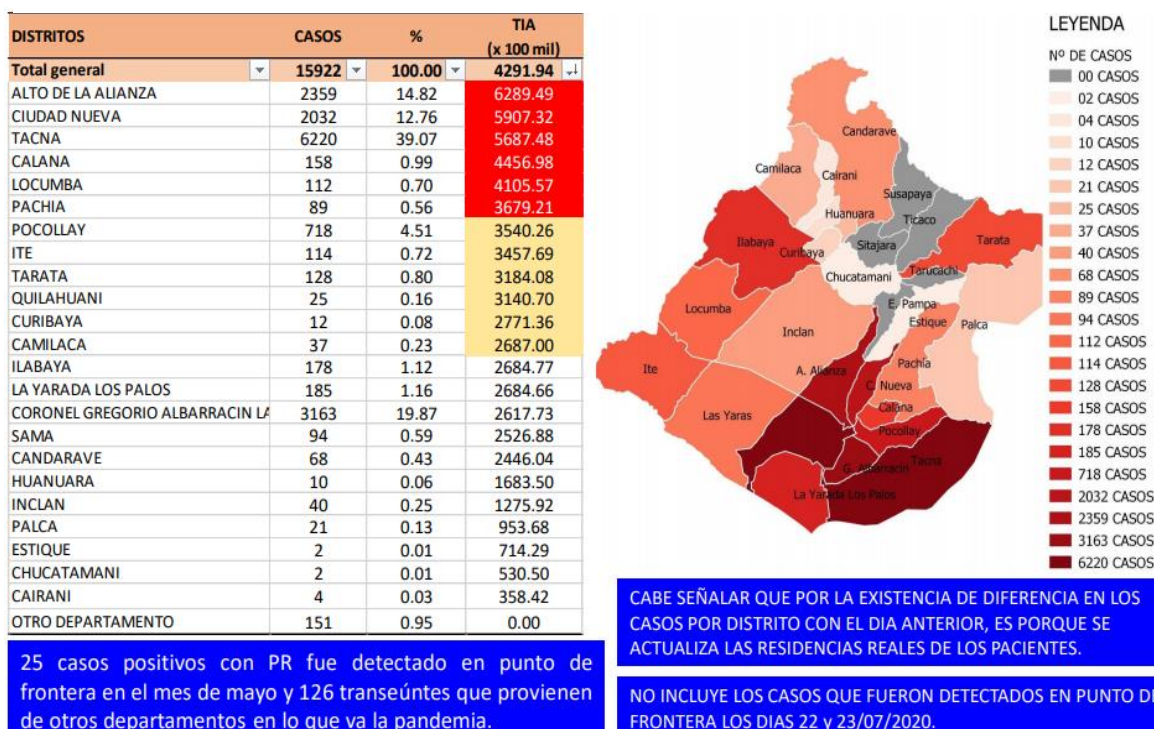 DISTRITOS CASOS % TIA (x 100 mil)
Total general 15922 100.00 4291.94
ALTO DE LA ALIANZA 2359 14.82 6289.49
CIUDAD NUEVA 2032 12.76 5907.32
TACNA 6220 39.07 5687.48
CALANA 158 0.99 4456.98
LOCUMBA 112 0.70 4105.57
PACHIA 89 0.56 3679.21
POCOLLAY 718 4.51 3540.26
ITE 114 0.72 3457.69
TARATA 128 0.80 3184.08
QUILAHUANI 25 0.16 3140.70
CURIBAYA 12 0.08 2771.36
CAMILACA 37 0.23 2687.00
ILABAYA 178 1.12 2684.77
LA YARADA LOS PALOS 185 1.16 2684.66
CORONEL GREGORIO ALBARRACIN LA 3163 19.87 2617.73
SAMA 94 0.59 2526.88
CANDARAVE 68 0.43 2446.04
HUANUARA 10 0.06 1683.50
INCLAN 40 0.25 1275.92
PALCA 21 0.13 953.68
ESTIQUE 2 0.01 714.29
CHUCATAMANI 2 0.01 530.50
CAIRANI 4 0.03 358.42
OTRO DEPARTAMENTO 151 0.95 0.00
25 casos positivos con PR fue detectado en punto de
frontera en el mes de mayo y 126 transeúntes que provienen
de otros departamentos en lo que va la pandemia.
Candarave
Camilaca
Cairani
Susapaya
Huanuara
Ticaco
Ilabaya
Curibaya
Sitajara
Tarata
Chucatamani
Tarucachi
Locumba
E. Pampa
Estique
Palca
Inclan
Ite
A. Alianza
Pachía
C. Nueva
Las Yaras
Calana
Pocollay
G. Albarracín
Tacna
La Yarada Los Palos
LEYENDA
Nº DE CASOS
00 CASOS
02 CASOS
04 CASOS
10 CASOS
12 CASOS
21 CASOS
25 CASOS
37 CASOS
40 CASOS
68 CASOS
89 CASOS
94 CASOS
112 CASOS
114 CASOS
128 CASOS
158 CASOS
178 CASOS
185 CASOS
718 CASOS
2032 CASOS
2359 CASOS
3163 CASOS
6220 CASOS
CABE SEÑALAR QUE POR LA EXISTENCIA DE DIFERENCIA EN LOS
CASOS POR DISTRITO CON EL DIA ANTERIOR, ES PORQUE SE
ACTUALIZA LAS RESIDENCIAS REALES DE LOS PACIENTES.
NO INCLUYE LOS CASOS QUE FUERON DETECTADOS EN PUNTO DE
FRONTERA LOS DIAS 22 y 23/07/2020.